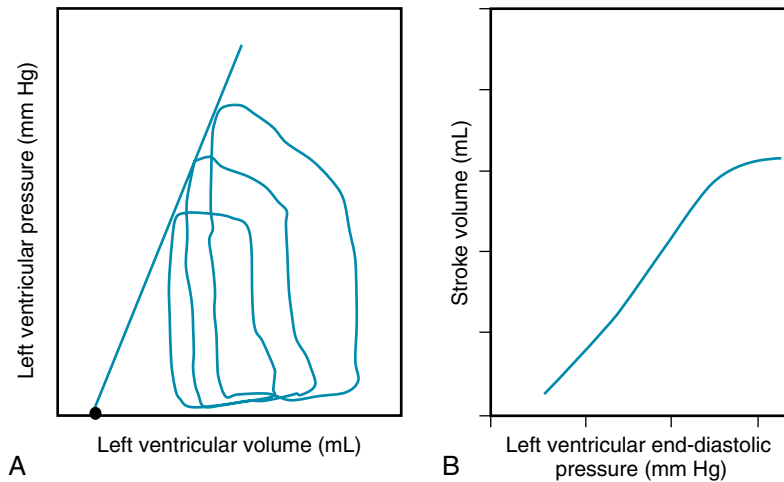 Left ventricular pressure (mm Hg)
Left ventricular volume (mL)
A
Stroke volume (mL)
Left ventricular end-diastolic
pressure (mm Hg)
B